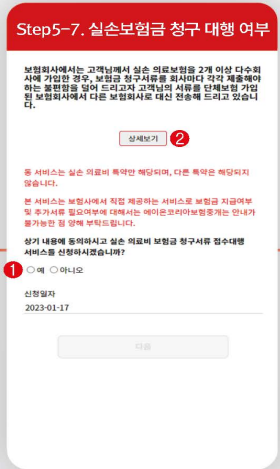 Step5-7. 실손보험금 청구 대행 여부
보험회사에서는 고객님께서 실손 의료보험을 2개 이상 다수회
사에 가입한 경우, 보험금 청구서류를 회사마다 각각 제출해야
하는 불편함을 덜어 드리고자 고객님의 서류를 단체보험 가입
된 보험회사에서 다른 보험회사로 대신 전송해 드리고 있습니
다.
상세보기 2
동 서비스는 실손 의료비 특약만 해당되며, 다른 특약은 해당되지
않습니다.
본 서비스는 보험사에서 직접 제공하는 서비스로 보험금 지급여부
및 추가서류 필요여부에 대해서는 에이온코리아보험중개는 안내가
불가능한 점 양해 부탁드립니다.
상기 내용에 동의하시고 실손 의료비 보험금 청구서류 접수대행
서비스를 신청하시겠습니까?
1 예 아니오
신청일자
2023-01-17
다음